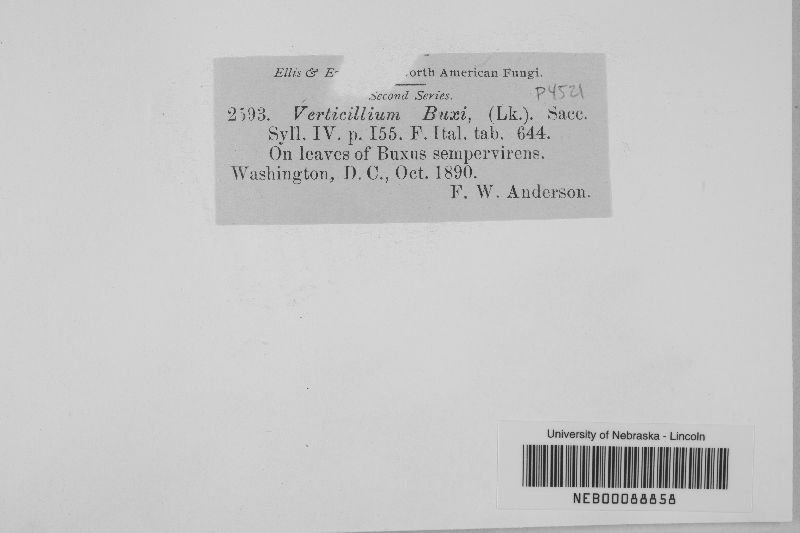 Ellis & E orth American Fungi.
Second Series. P4521
2593. Verticillium Buxi, (Lk.). Sacc.
Syll. IV. p. 155. F. Ital. tab. 644.
On leaves of Buxus sempervirens.
Washington, D. C., Oct. 1890.
F. W. Anderson.
University of Nebraska - Lincoln
NEB00088858